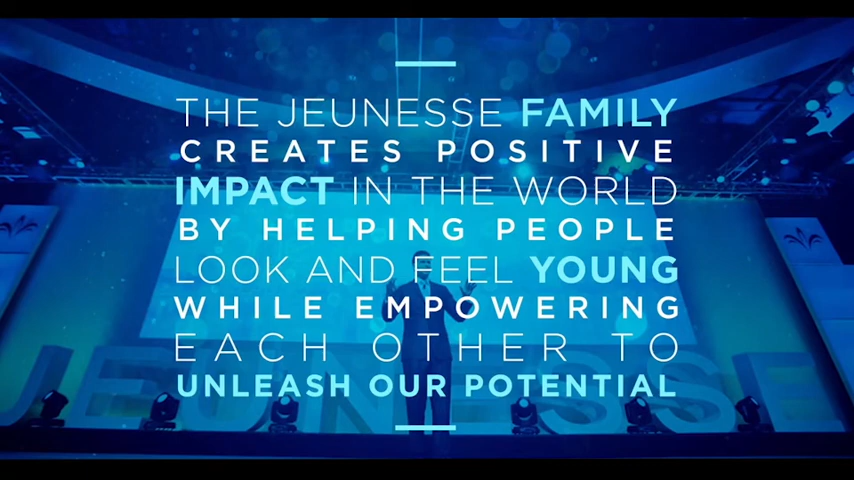 THE JEUNESSE FAMILY
CREATES POSITIVE
IMPACT IN THE WORLD
BY HELPING PEOPLE
LOOK AND FEEL YOUNG
WHILE EMPOWERING
EACH OTHER TO
UNLEASH OUR POTENTIAL
JEUNESSE